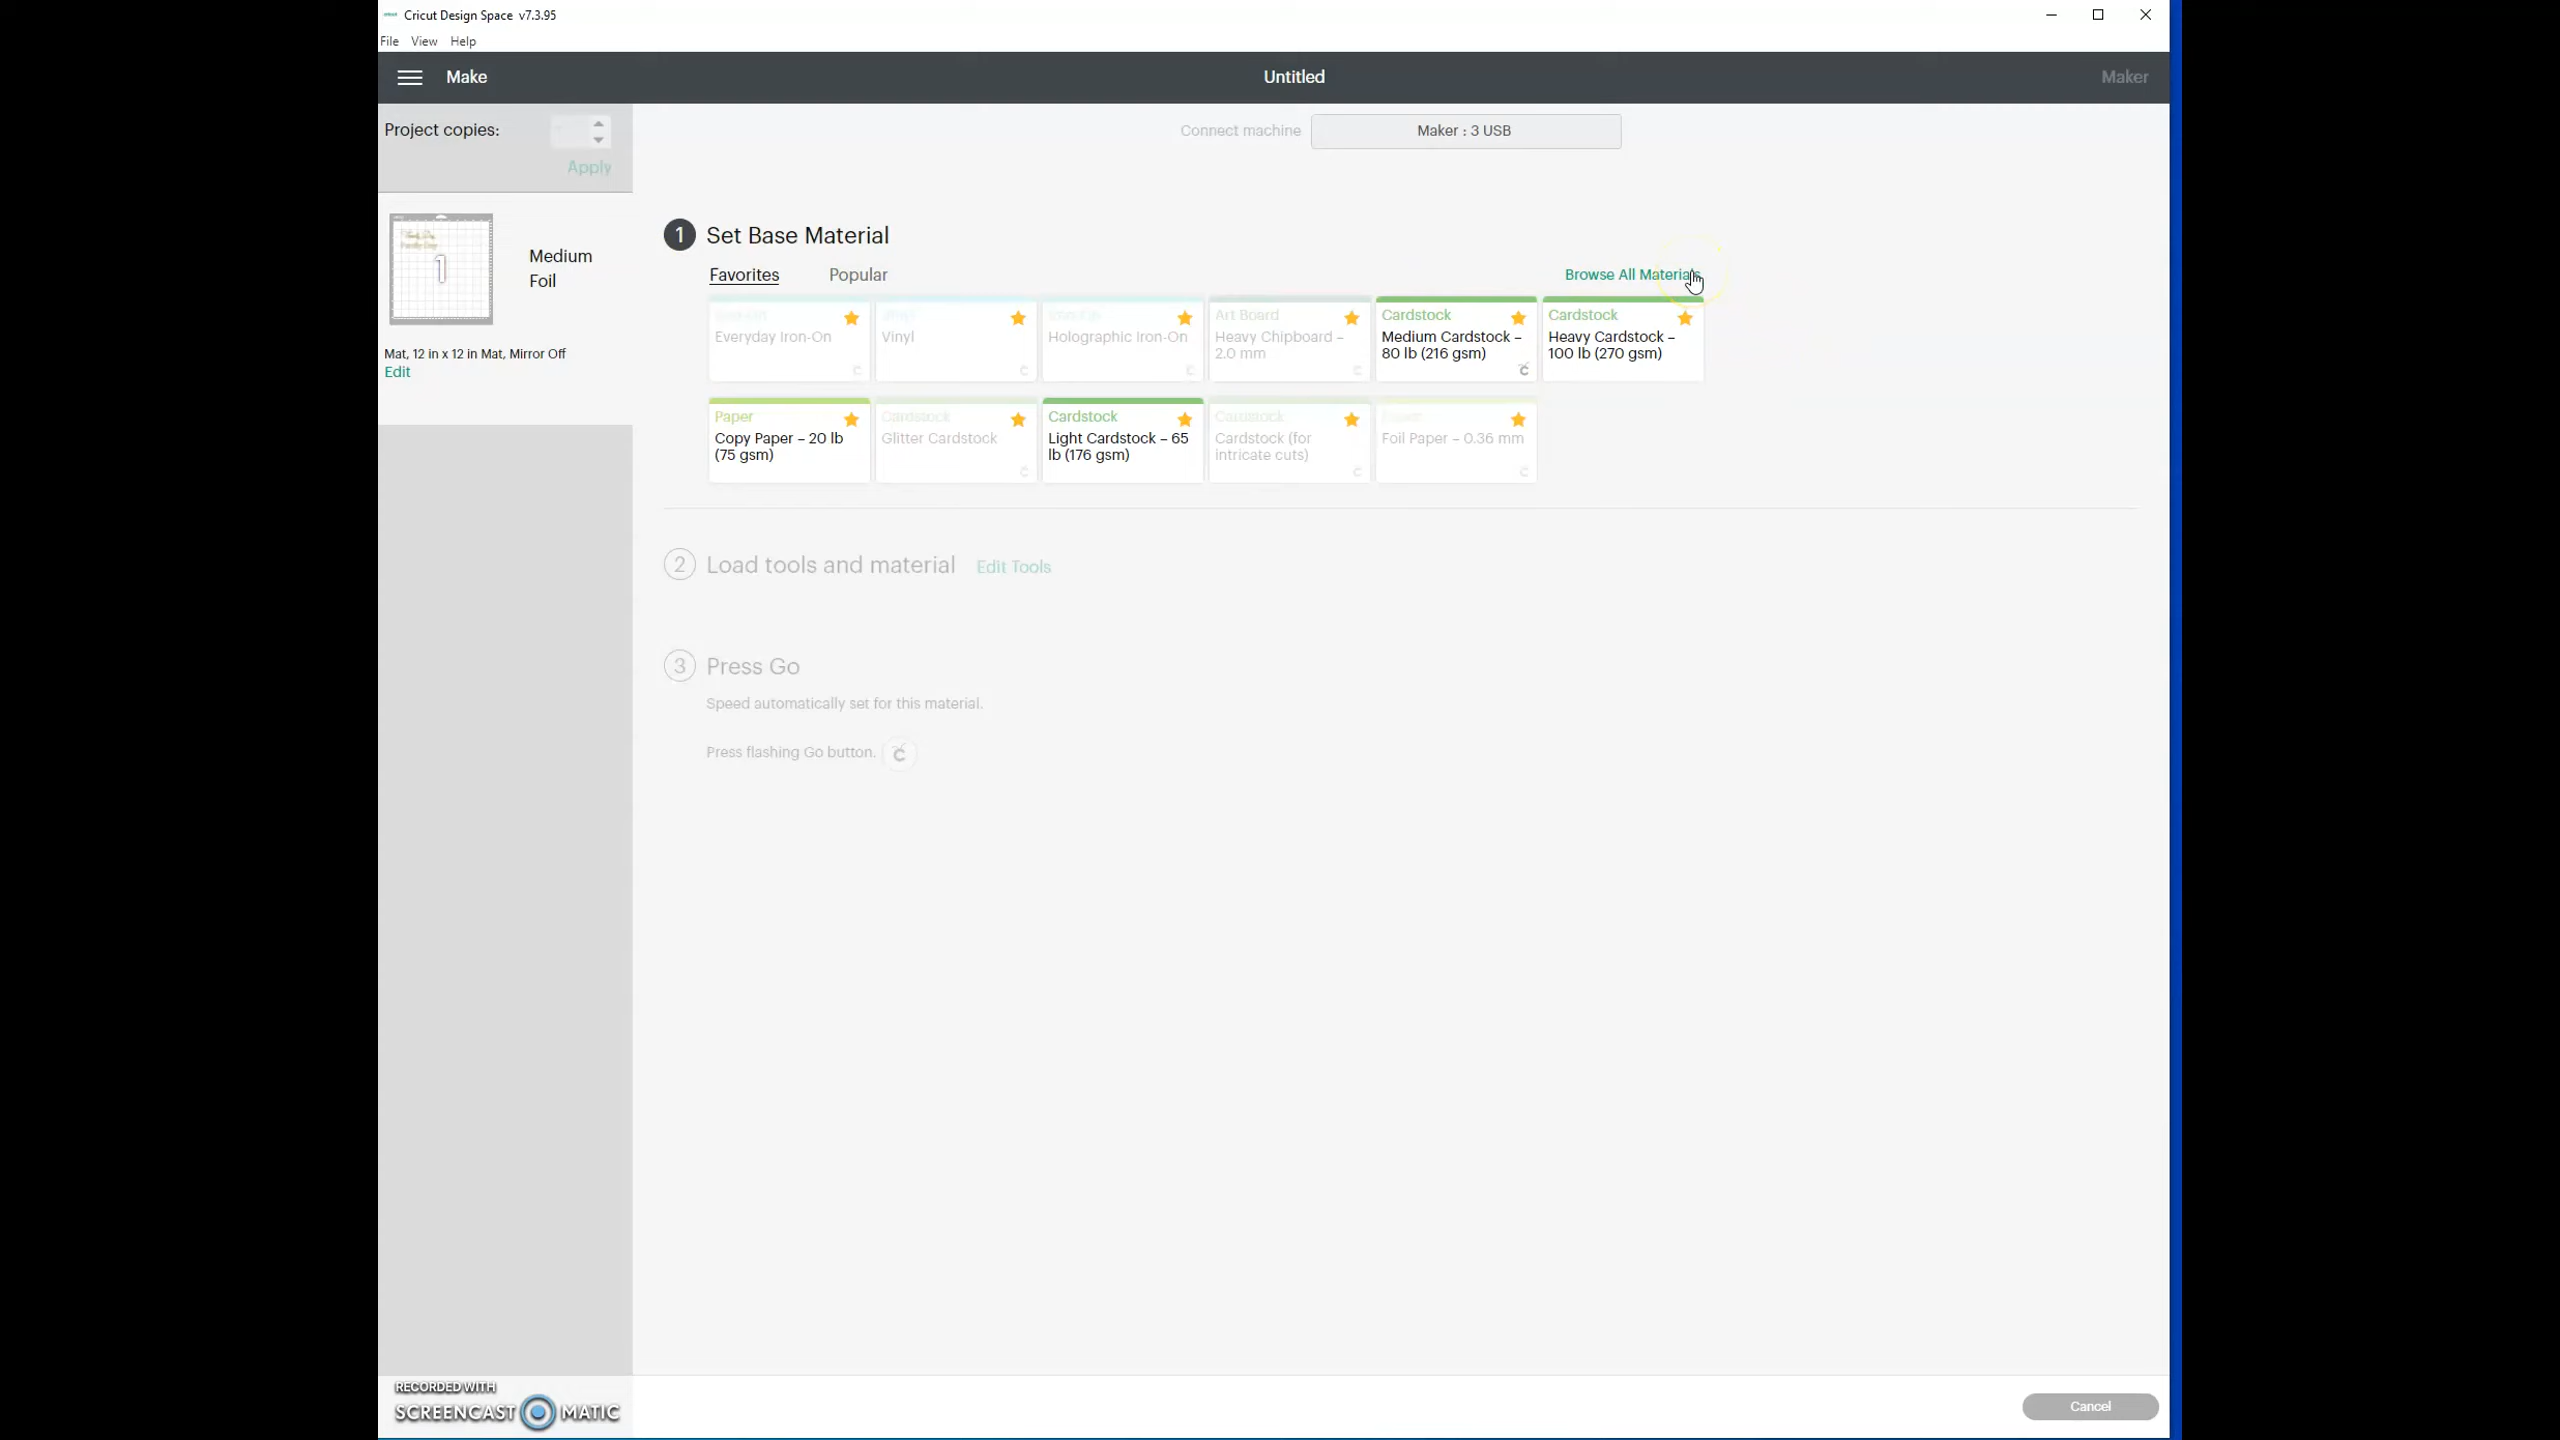 Cricut Design Space v7.3.95
File View Help
Make
Untitled
Maker
Project copies:
Apply
Connect machine
Maker : 3 USB
1
Medium
Foil
Mat, 12 in x 12 in Mat, Mirror Off
Edit
1 Set Base Material
Favorites Popular
Browse All Materials
Everyday Iron-On
Vinyl
Vinyl
Iron-On
Holographic Iron-On
Art Board
Heavy Chipboard –
2.0 mm
Cardstock
Medium Cardstock –
80 lb (216 gsm)
Cardstock
Heavy Cardstock –
100 lb (270 gsm)
Paper
Copy Paper – 20 lb
(75 gsm)
Cardstock
Glitter Cardstock
Cardstock
Light Cardstock – 65
lb (176 gsm)
Cardstock
Cardstock (for
intricate cuts)
Paper
Foil Paper – 0.36 mm
2 Load tools and material Edit Tools
3 Press Go
Speed automatically set for this material.
Press flashing Go button.
RECORDED WITH
SCREENCAST MATIC
Cancel